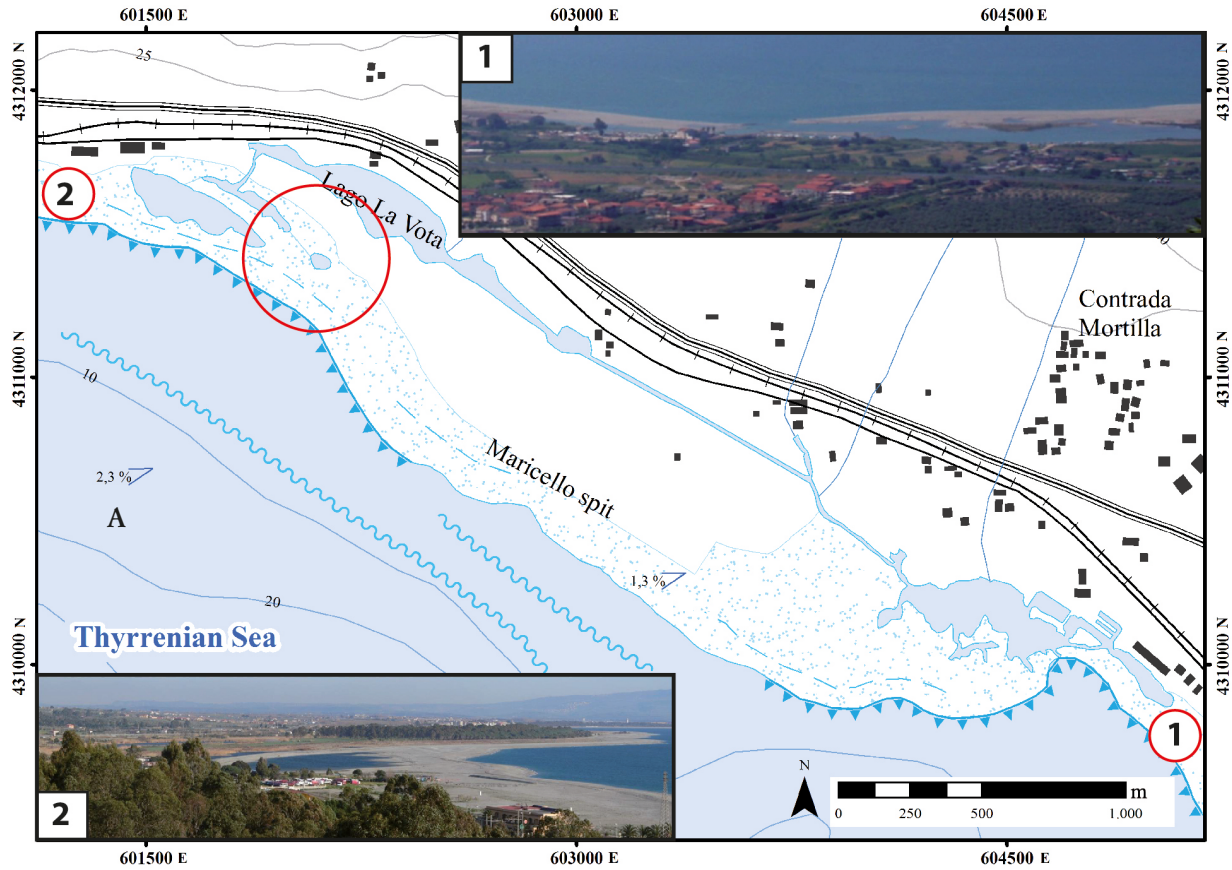 601500 E
603000 E
604500 E
4312000 N
4312000 N
25
1
2
Lago La Vota
0
Contrada
Mortilla
4311000 N
4311000 N
10
2,3 %
A
Maricello spit
1,3 %
20
Thyrrenian Sea
4310000 N
4310000 N
1
2
N
m
0
250
500
1.000
601500 E
603000 E
604500 E